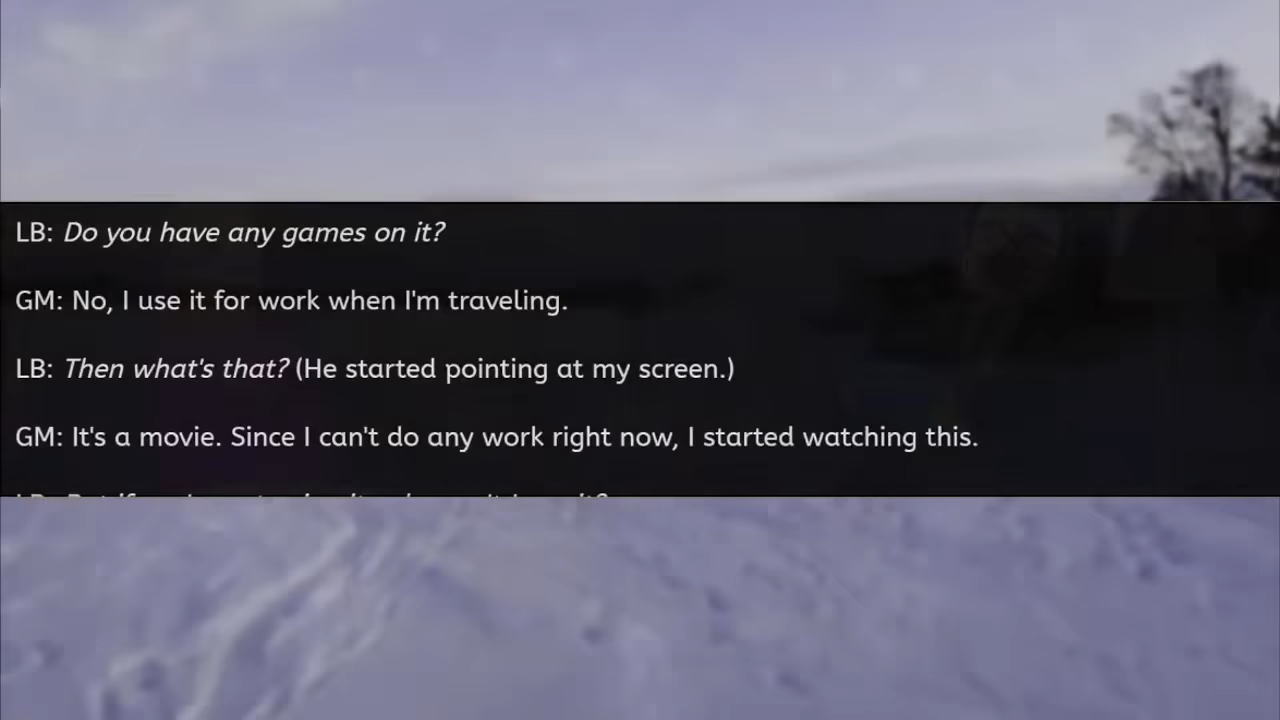 LB: Do you have any games on it?
GM: No, I use it for work when I'm traveling.
LB: Then what's that? (He started pointing at my screen.)
GM: It's a movie. Since I can't do any work right now, I started watching this.